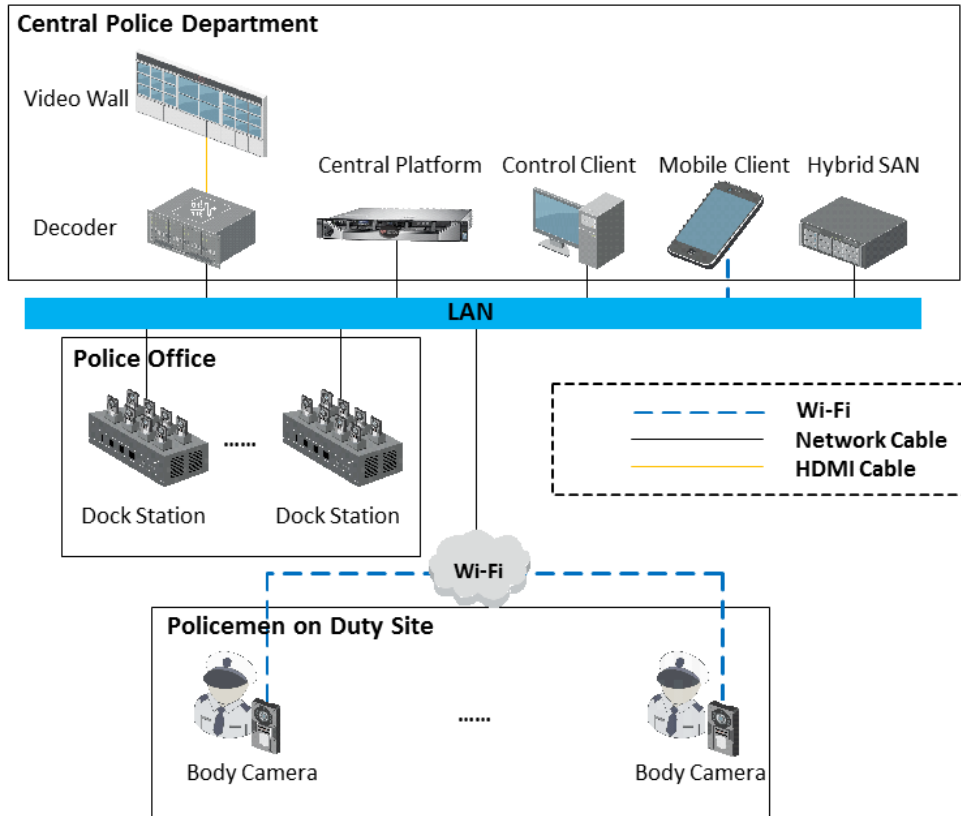 Central Police Department
Video Wall
Central Platform
Control Client
Mobile Client
Hybrid SAN
Decoder
LAN
Police Office
......
Dock Station
Dock Station
Wi-Fi
Network Cable
HDMI Cable
Wi-Fi
Policemen on Duty Site
......
Body Camera
Body Camera